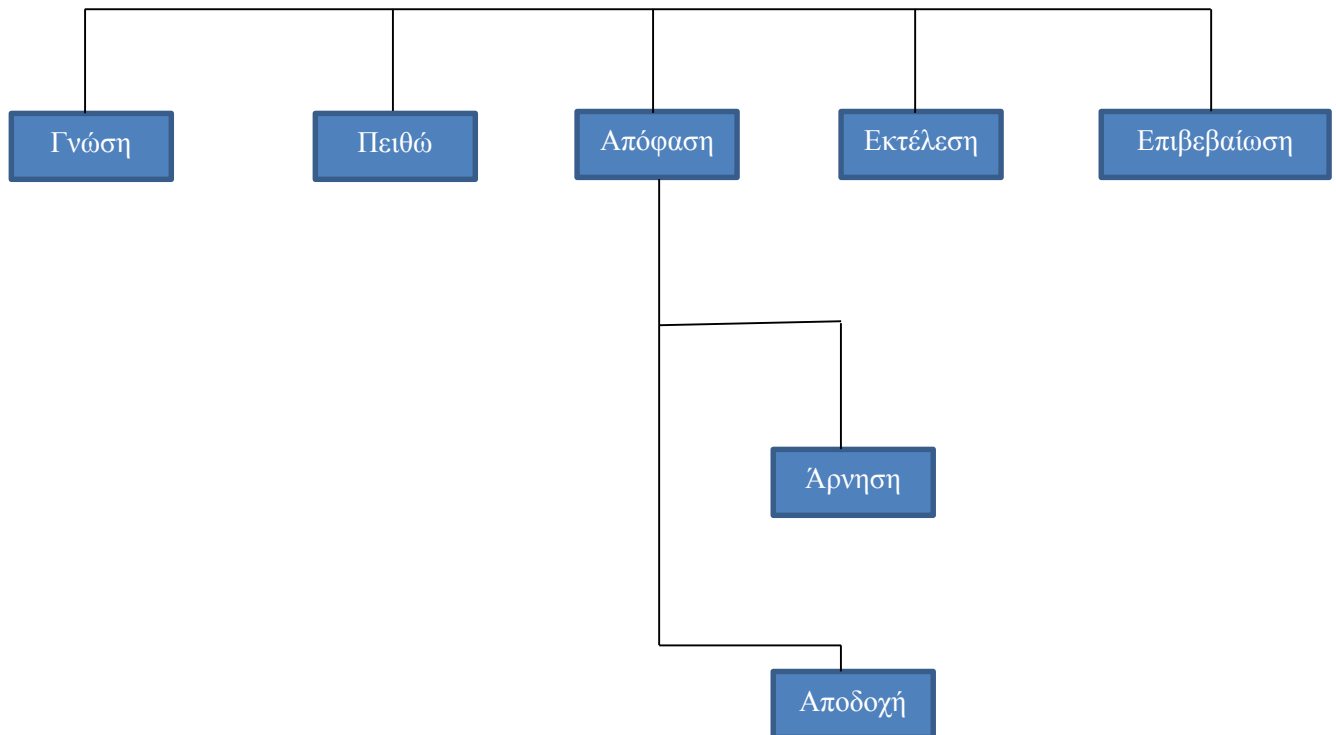 Γνώση
Πειθώ
Απόφαση
Εκτέλεση
Επιβεβαίωση
Άρνηση
Αποδοχή